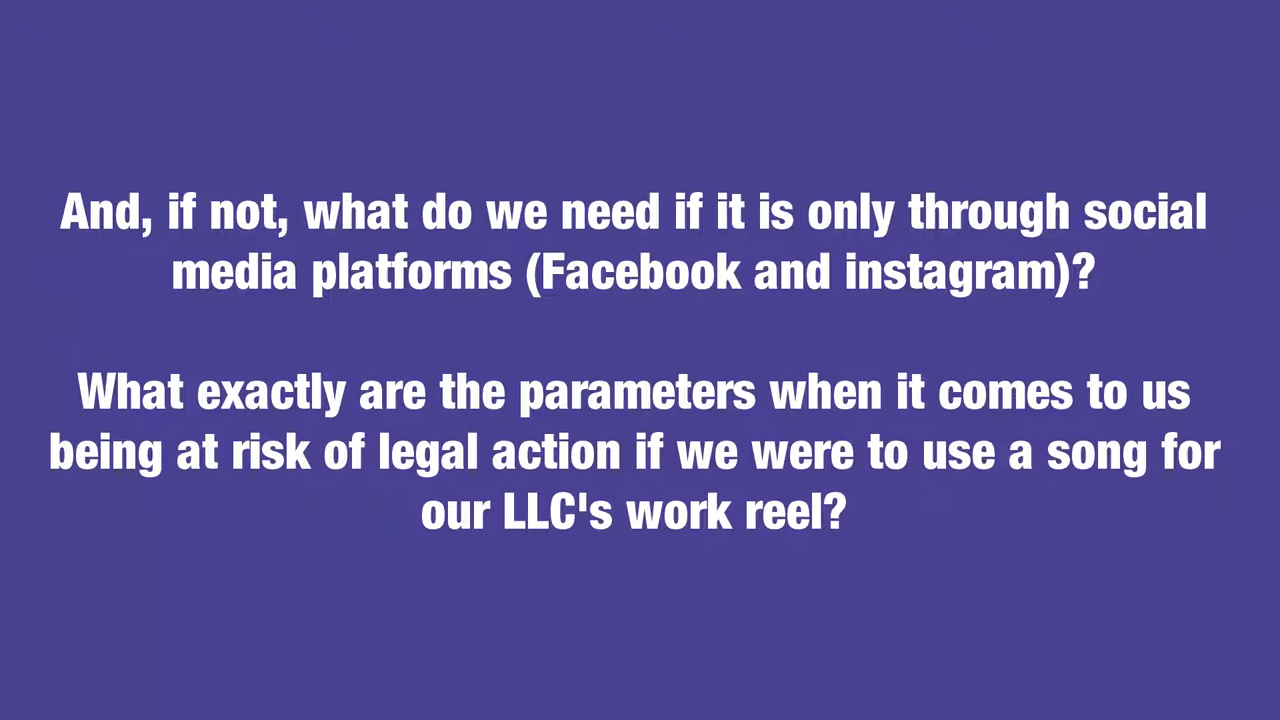 And, if not, what do we need if it is only through social
media platforms (Facebook and instagram)?
What exactly are the parameters when it comes to us
being at risk of legal action if we were to use a song for
our LLC's work reel?